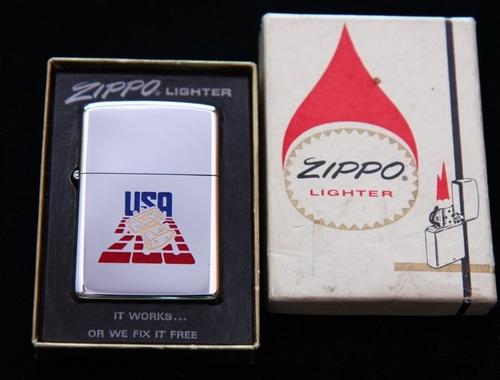 ZIPPO® LIGHTER
USA
IT WORKS...
OR WE FIX IT FREE
ZIPPO®
LIGHTER